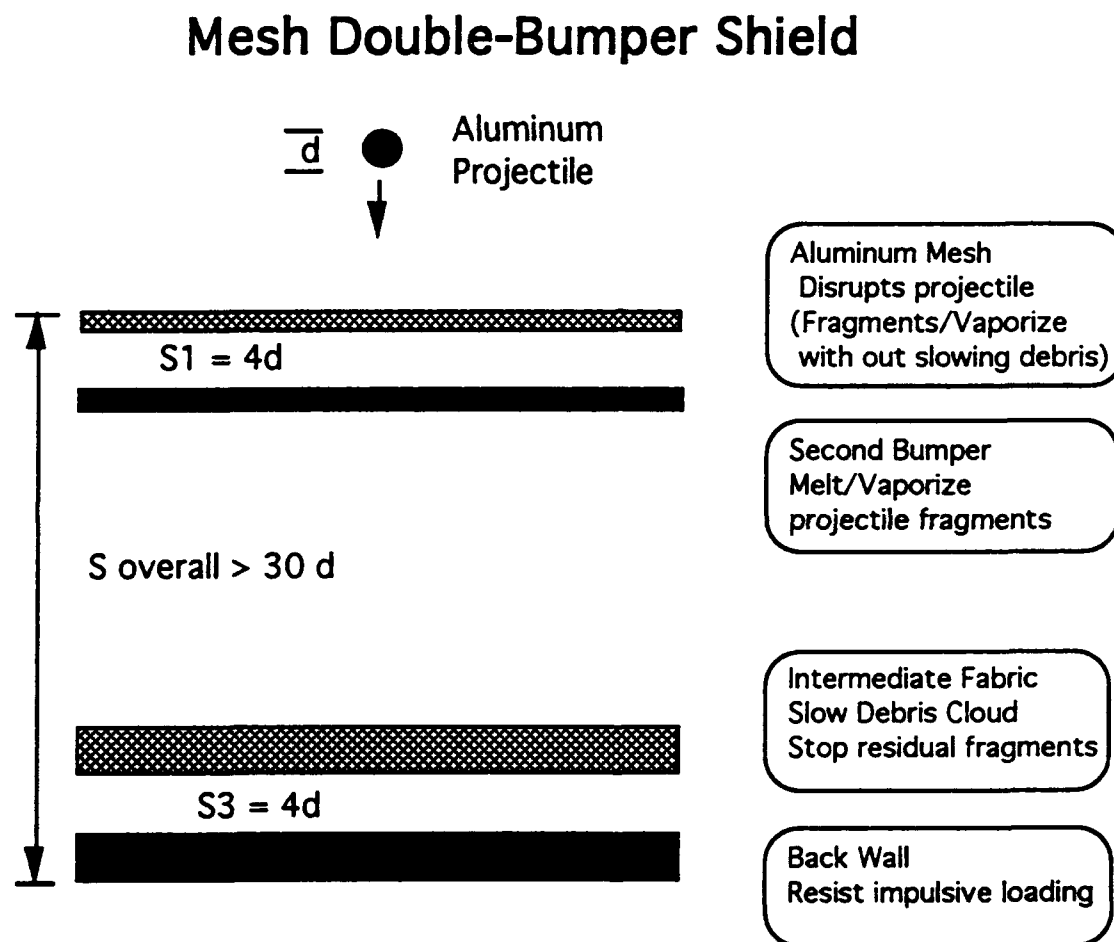 Mesh Double-Bumper Shield
d
Aluminum
Projectile
Aluminum Mesh
Disrupts projectile
(Fragments/Vaporize
with out slowing debris)
S1 = 4d
Second Bumper
Melt/Vaporize
projectile fragments
S overall > 30 d
Intermediate Fabric
Slow Debris Cloud
Stop residual fragments
S3 = 4d
Back Wall
Resist impulsive loading